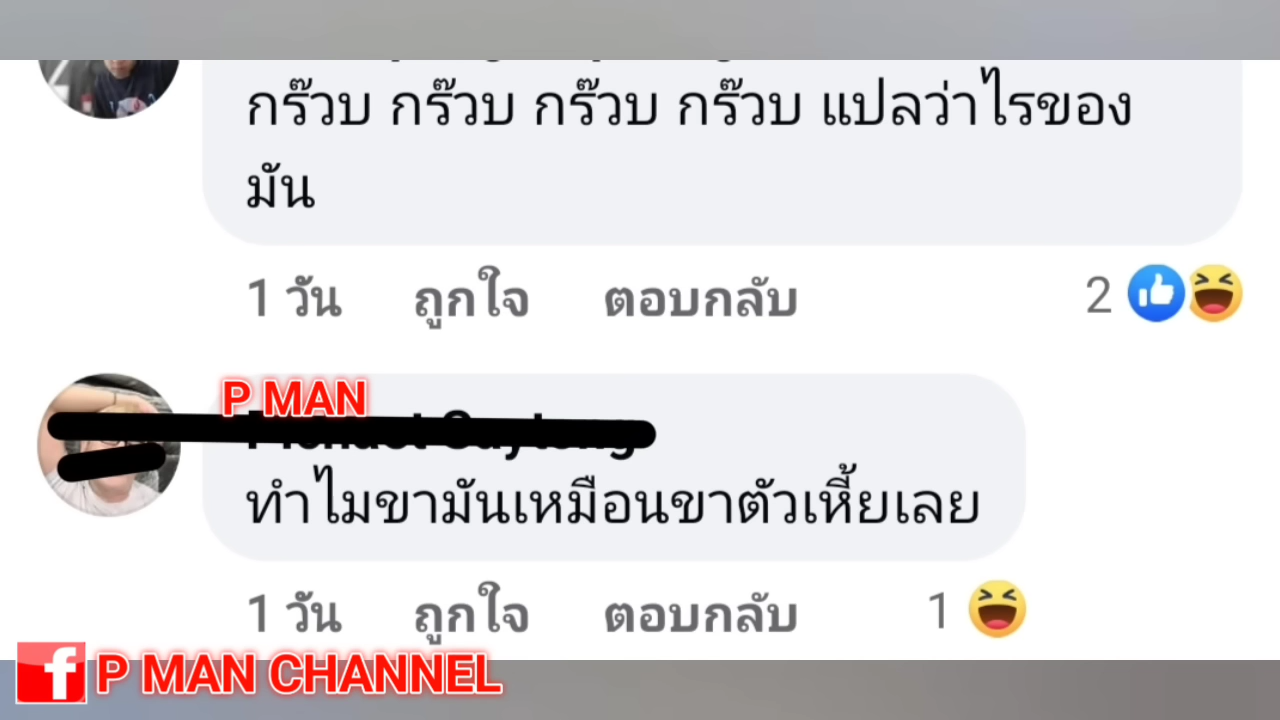 กร๊วบ กร๊วบ กร๊วบ กร๊วบ แปลว่าไรของ
มัน
1 วัน ถูกใจ ตอบกลับ 2
P MAN
ทำไมขามันเหมือนขาตัวเหี้ยเลย
1 วัน ถูกใจ ตอบกลับ 1
f P MAN CHANNEL